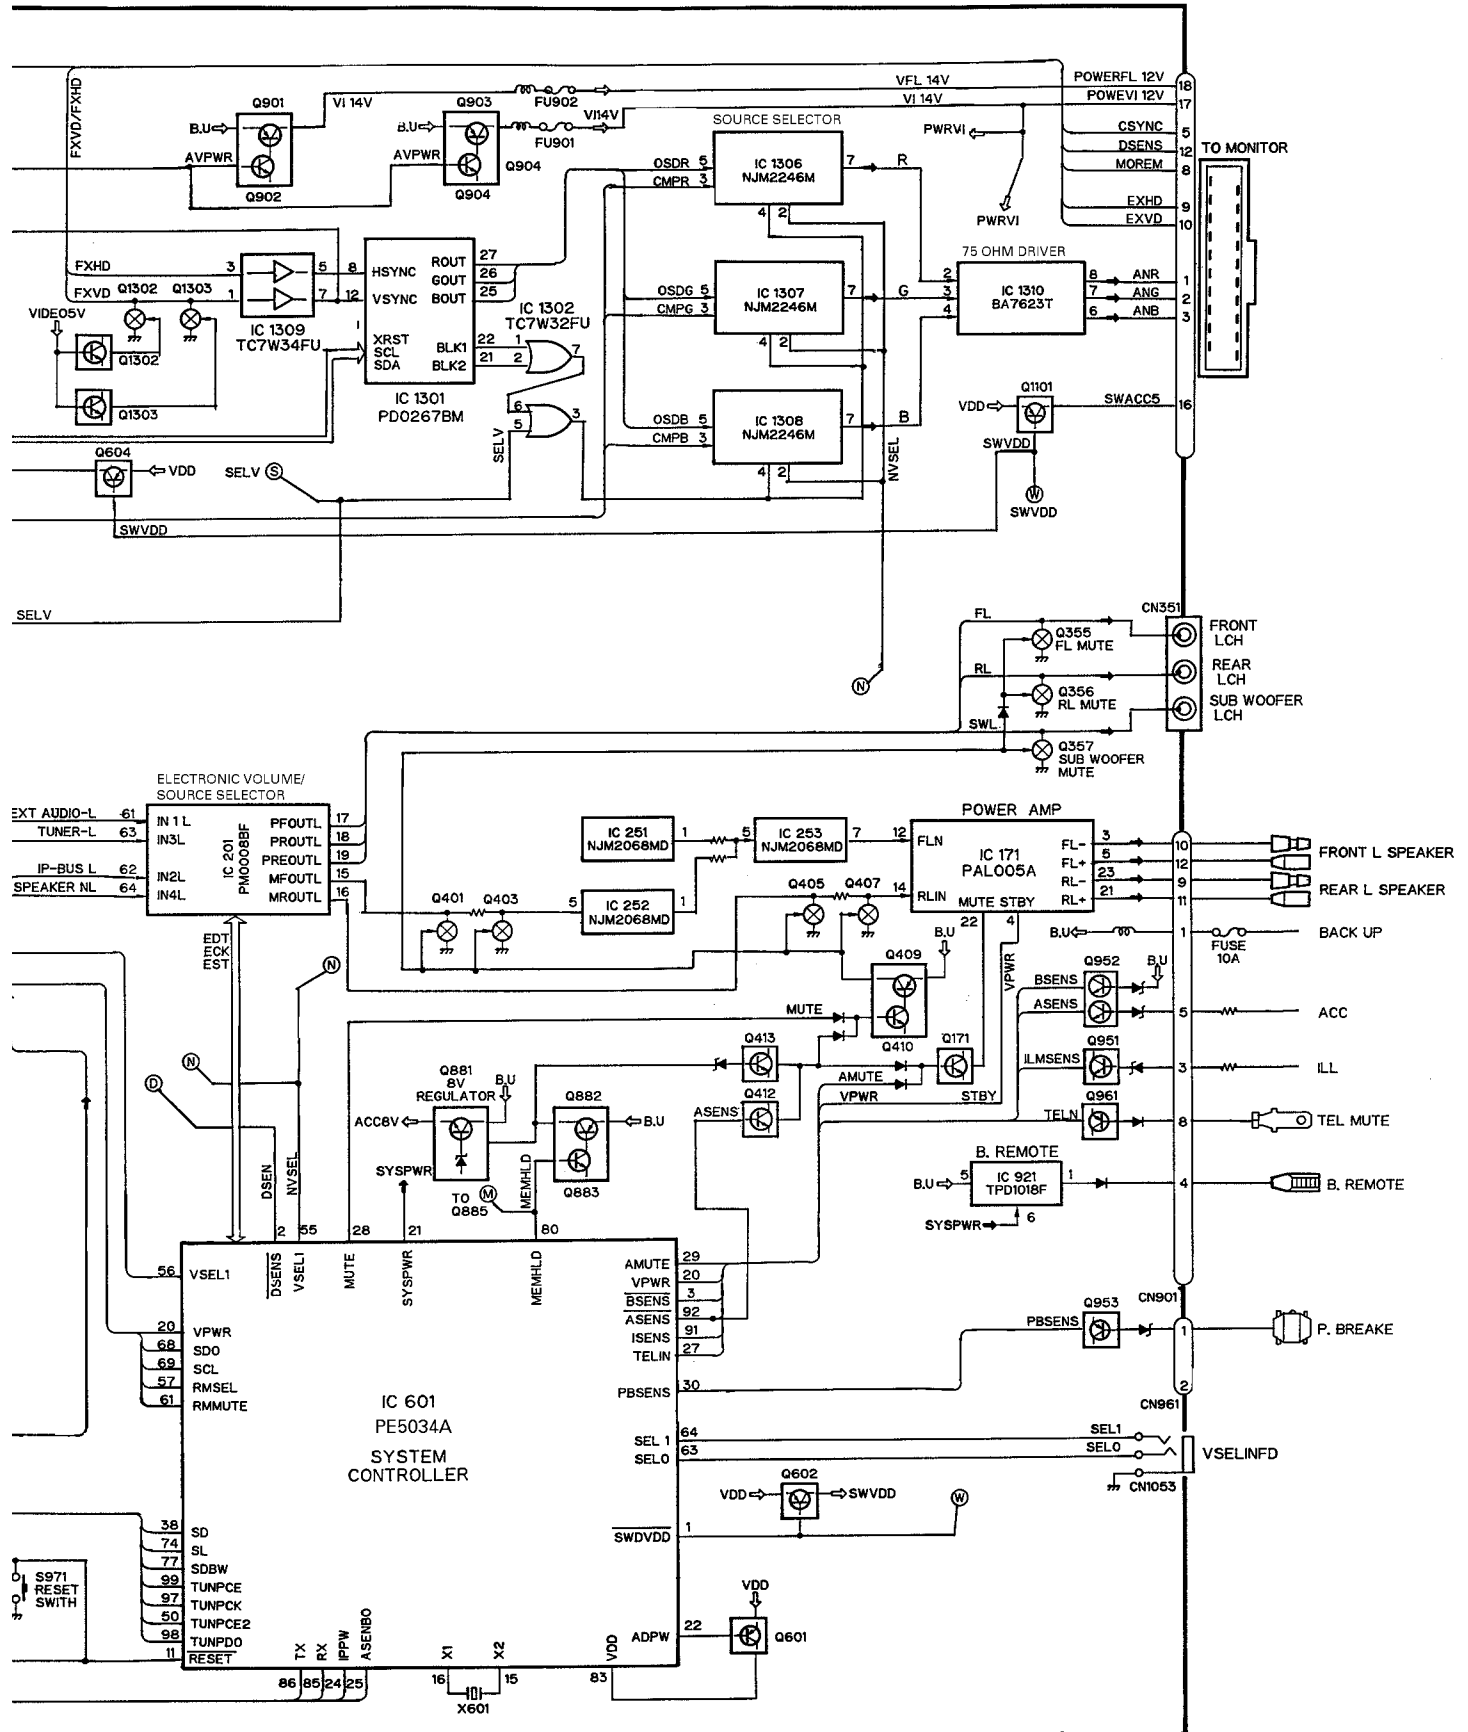 FXVD/FXHD
Q901
VI 14V
B.U
AVPWR
Q902
Q903
B.U
AVPWR
Q904
Q904
FU902
VI14V
FU901
VFL 14V
VI 14V
POWERFL 12V
18
POWEVI 12V
17
CSYNC
5
DSENS
12
MOREM
8
EXHD
9
EXVD
10
TO MONITOR
PWRVI
PWRVI
SOURCE SELECTOR
OSDR 5
CMPR 3
IC 1306
NJM2246M
7
R
4 2
OSDG 5
CMPG 3
IC 1307
NJM2246M
7
G
4 2
OSDB 5
CMPB 3
IC 1308
NJM2246M
7
B
4 2
NVSEL
75 OHM DRIVER
2
3
4
IC 1310
BA7623T
8 ANR 1
7 ANG 2
6 ANB 3
FXHD
3
5
8
FXVD
Q1302
Q1303
1
7
12
IC 1309
TC7W34FU
VIDE05V
Q1302
Q1303
HSYNC
VSYNC
1
XRST
SCL
SDA
ROUT 27
GOUT 26
BOUT 25
BLK1 22
BLK2 21
IC 1301
PD0267BM
IC 1302
TC7W32FU
1
2
7
6
5
3
SELV
Q604
VDD
SELV S
SWVDD
Q1101
VDD
SWACC5
16
SWVDD
W
SWVDD
SELV
N
FL
Q355
FL MUTE
RL
Q356
RL MUTE
SWL
Q357
SUB WOOFER
MUTE
CN351
FRONT
LCH
REAR
LCH
SUB WOOFER
LCH
ELECTRONIC VOLUME/
SOURCE SELECTOR
EXT AUDIO-L 61 IN 1 L
TUNER-L 63 IN3L
IP-BUS L 62 IN2L
SPEAKER NL 64 IN4L
IC 201
PM0008BF
PFOUTL 17
PROUTL 18
PREOUTL 19
MFOUTL 15
MROUTL 16
EDT
ECK
EST
Q401
Q403
IC 251
NJM2068MD
1
5
IC 252
NJM2068MD
1
5
IC 253
NJM2068MD
7
Q405
Q407
POWER AMP
12 FLN
14 RLIN
IC 171
PAL005A
MUTE STBY
22 4
FL- 3 10
FL+ 5 12
RL- 23 9
RL+ 21 11
FRONT L SPEAKER
REAR L SPEAKER
B.U
1
FUSE
10A
BACK UP
N
MUTE
Q409
B.U
Q410
VPWR
Q171
BSENS
Q952
B.U
ASENS
5
ACC
ILMSENS
Q951
3
ILL
TELN
Q961
8
TEL MUTE
Q413
AMUTE
VPWR
STBY
ASENS
Q412
B. REMOTE
B.U
5
IC 921
TPD1018F
1
4
B. REMOTE
SYSPWR
6
N
D
Q881
8V
REGULATOR
B.U
ACC8V
SYSPWR
TO
Q885
M
Q882
B.U
MEMHLD
Q883
DSEN
NVSEL
2
55
28
21
80
DSENS
VSEL1
MUTE
SYSPWR
MEMHLD
56 VSEL1
20 VPWR
68 SDO
69 SCL
57 RMSEL
61 RMMUTE
AMUTE 29
VPWR 20
BSENS 3
ASENS 92
ISENS 91
TELIN 27
PBSENS 30
SEL 1 64
SEL0 63
SWDVDD 1
ADPW 22
IC 601
PE5034A
SYSTEM
CONTROLLER
CN901
PBSENS
Q953
1
P. BREAKE
2
CN961
SEL1
SEL0
VSELINFD
CN1053
Q602
VDD
SWVDD
W
VDD
Q601
38 SD
74 SL
77 SDBW
99 TUNPCE
97 TUNPCK
50 TUNPCE2
98 TUNPDO
11 RESET
S971
RESET
SWITH
TX
RX
IPPW
ASENBO
86 85 24 25
X1
X2
16
15
X601
VDD
83